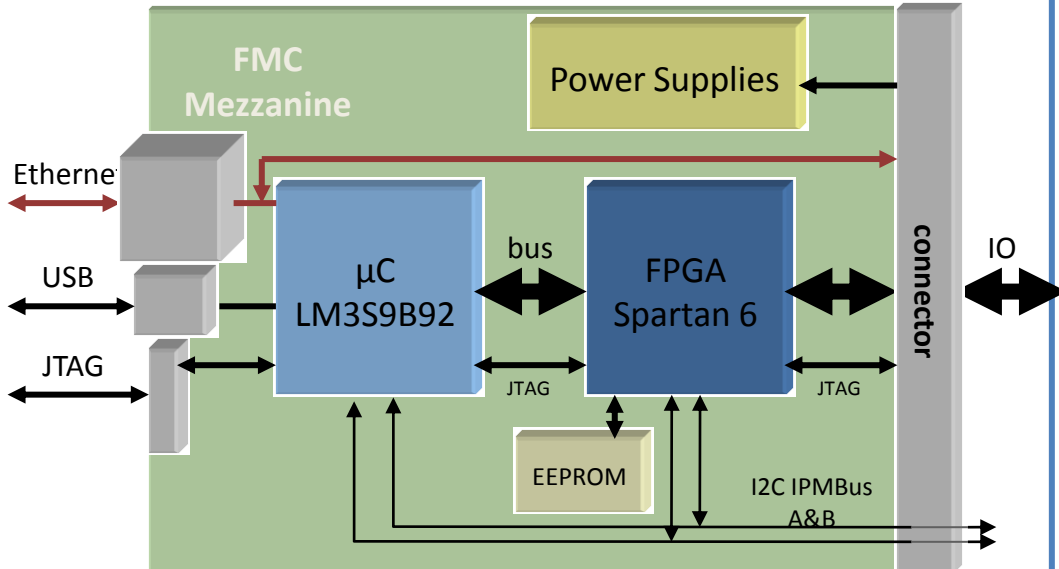 FMC
Mezzanine
Power Supplies
Etherne
USB
JTAG
µC
LM3S9B92
bus
FPGA
Spartan 6
connector
IO
JTAG
JTAG
EEPROM
I2C IPMBus
A&B